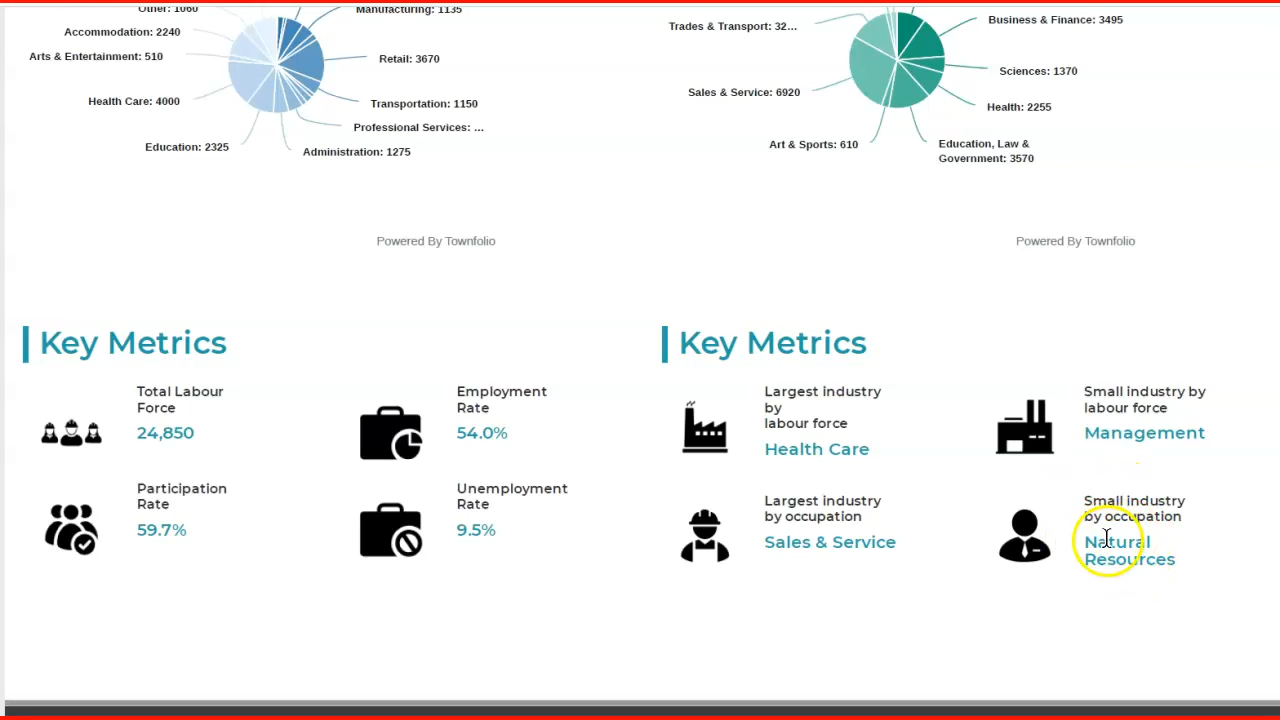 Other: 1060
Manufacturing: 1135
Accommodation: 2240
Arts & Entertainment: 510
Retail: 3670
Health Care: 4000
Transportation: 1150
Professional Services: ...
Education: 2325
Administration: 1275
Trades & Transport: 32...
Business & Finance: 3495
Sciences: 1370
Sales & Service: 6920
Health: 2255
Art & Sports: 610
Education, Law &
Government: 3570
Powered By Townfolio
Powered By Townfolio
Key Metrics
Total Labour
Force
24,850
Employment
Rate
54.0%
Participation
Rate
59.7%
Unemployment
Rate
9.5%
Key Metrics
Largest industry
by
labour force
Health Care
Small industry by
labour force
Management
Largest industry
by occupation
Sales & Service
Small industry
by occupation
Natural
Resources